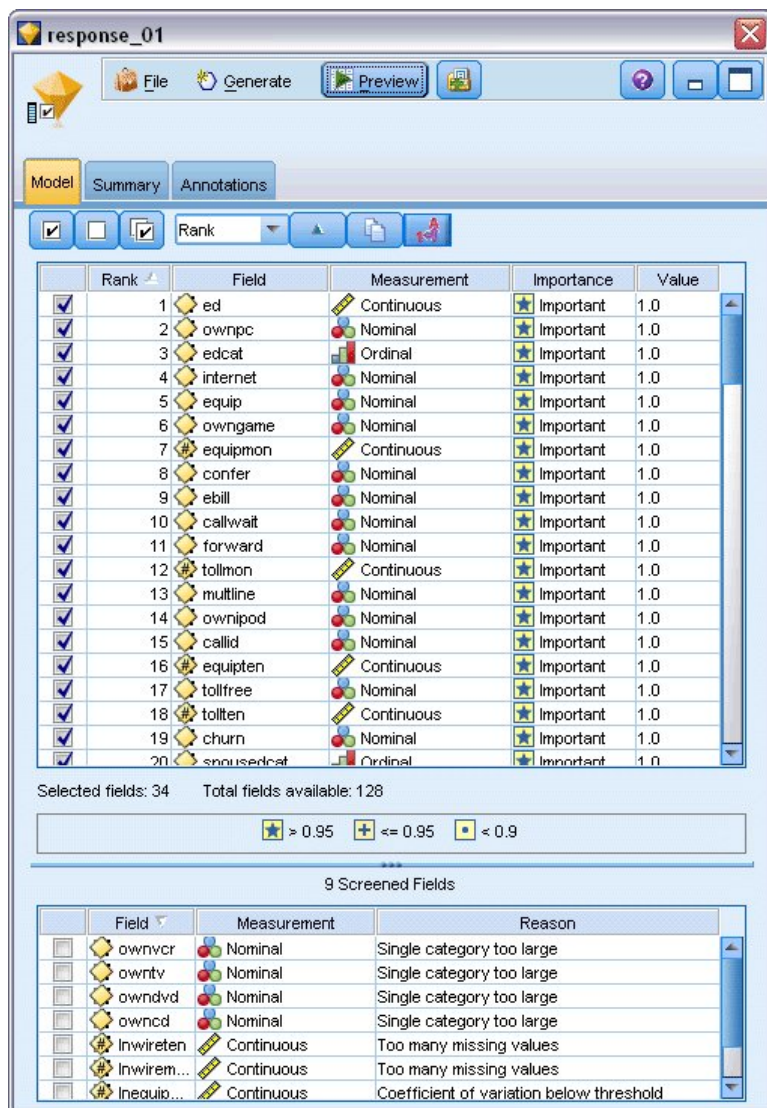 response_01
File Generate Preview
Model Summary Annotations
Rank
Rank Field Measurement Importance Value
1 ed Continuous Important 1.0
2 ownpc Nominal Important 1.0
3 edcat Ordinal Important 1.0
4 internet Nominal Important 1.0
5 equip Nominal Important 1.0
6 owngame Nominal Important 1.0
7 equipmon Continuous Important 1.0
8 confer Nominal Important 1.0
9 ebill Nominal Important 1.0
10 callwait Nominal Important 1.0
11 forward Nominal Important 1.0
12 tollmon Continuous Important 1.0
13 multline Nominal Important 1.0
14 ownipod Nominal Important 1.0
15 callid Nominal Important 1.0
16 equipten Continuous Important 1.0
17 tollfree Nominal Important 1.0
18 tollten Continuous Important 1.0
19 churn Nominal Important 1.0
20 spousedcat Ordinal Important 1.0
Selected fields: 34 Total fields available: 128
> 0.95 <= 0.95 < 0.9
9 Screened Fields
Field Measurement Reason
ownvcr Nominal Single category too large
owntv Nominal Single category too large
owndvd Nominal Single category too large
owncd Nominal Single category too large
lnwireten Continuous Too many missing values
lnwirem... Continuous Too many missing values
lnequip... Continuous Coefficient of variation below threshold